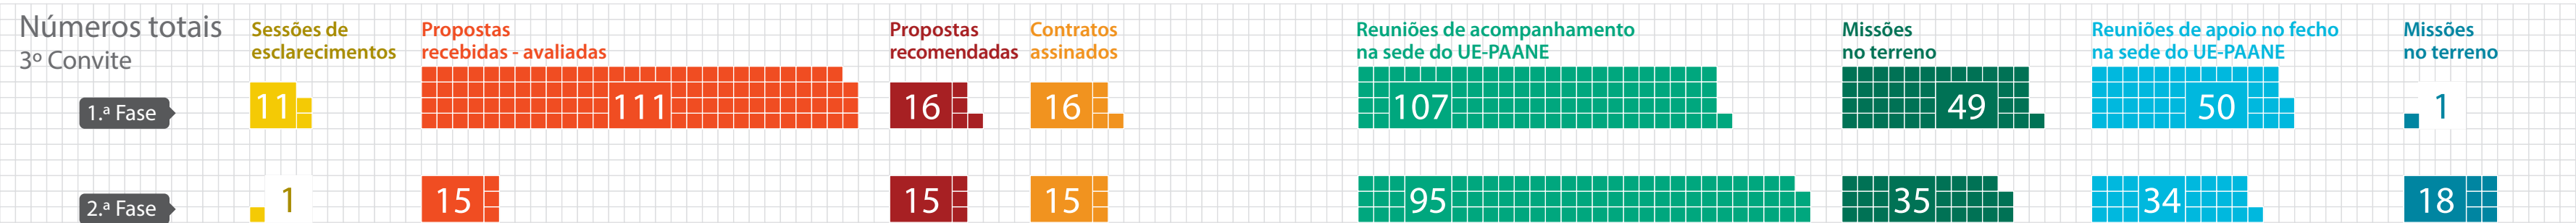 Números totais
3º Convite
Sessões de
esclarecimentos
Propostas
recebidas - avaliadas
Propostas
recomendadas
Contratos
assinados
Reuniões de acompanhamento
na sede do UE-PAANE
Missões
no terreno
Reuniões de apoio no fecho
na sede do UE-PAANE
Missões
no terreno
1.ª Fase 11 111 16 16 107 49 50 1
2.ª Fase 1 15 15 15 95 35 34 18